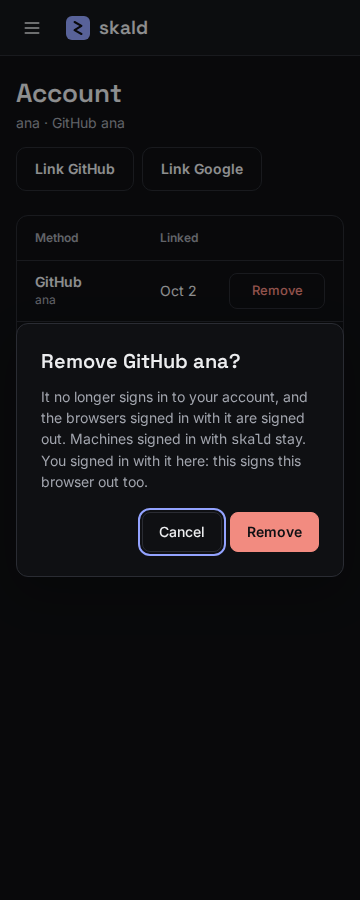 skald
Account
ana · GitHub ana
Link GitHub
Link Google
Method
Linked
GitHub
ana
Oct 2
Remove
Remove GitHub ana?
It no longer signs in to your account, and
the browsers signed in with it are signed
out. Machines signed in with skald stay.
You signed in with it here: this signs this
browser out too.
Cancel
Remove